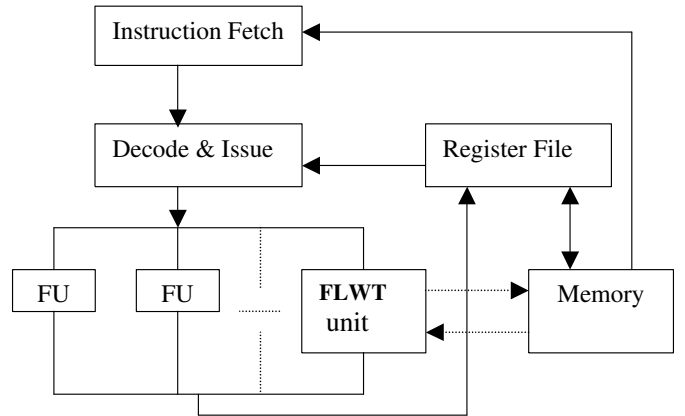 Instruction Fetch
Decode & Issue
Register File
FU
FU
FLWT
unit
Memory